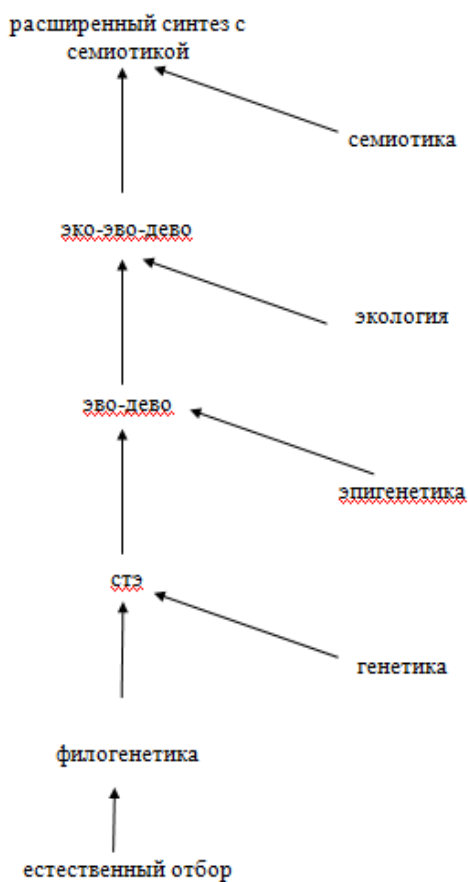 расширенный синтез с
семиотикой
семиотика
эко-эво-дево
экология
эво-дево
эпигенетика
стэ
генетика
филогенетика
естественный отбор